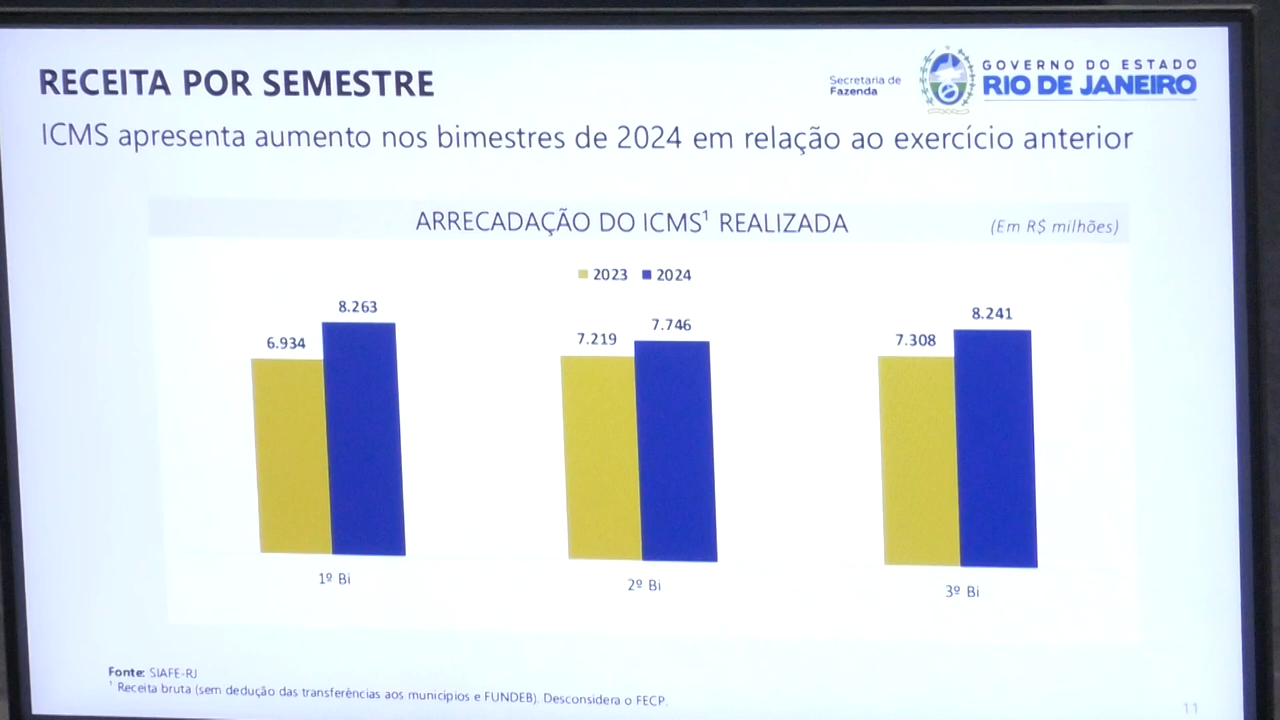 RECEITA POR SEMESTRE
Secretaria de
Fazenda
GOVERNO DO ESTADO
RIO DE JANEIRO
ICMS apresenta aumento nos bimestres de 2024 em relação ao exercício anterior
ARRECADAÇÃO DO ICMS¹ REALIZADA
(Em R$ milhões)
2023 2024
6.934 8.263 7.219 7.746 7.308 8.241
1º Bi 2º Bi 3º Bi
Fonte: SIAFE-RJ
¹ Receita bruta (sem dedução das transferências aos municípios e FUNDEB). Desconsidera o FECP.
11